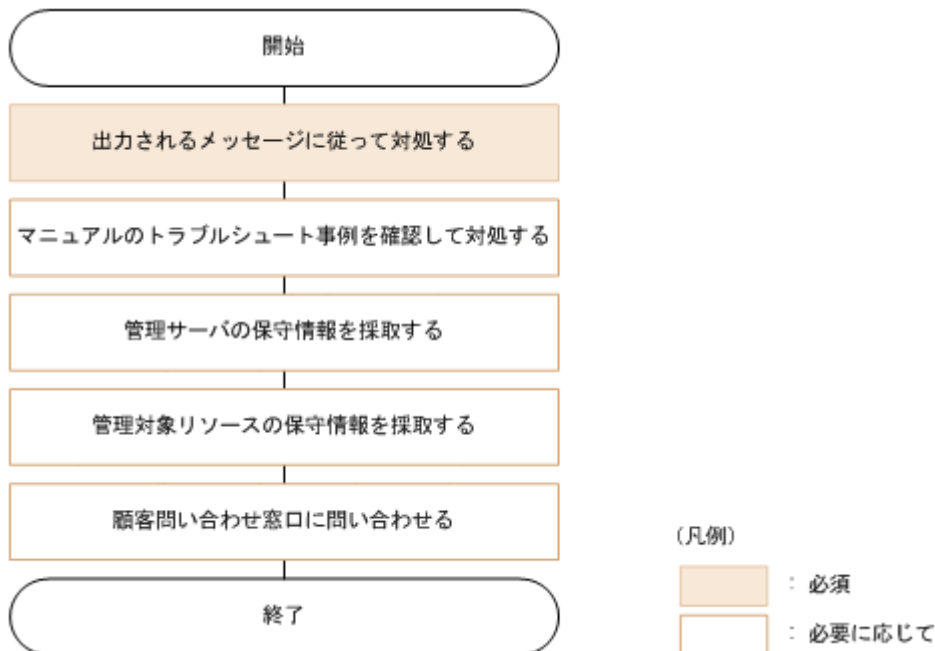 開始
出力されるメッセージに従って対処する
マニュアルのトラブルシュート事例を確認して対処する
管理サーバの保守情報を採取する
管理対象リソースの保守情報を採取する
顧客問い合わせ窓口に問い合わせる
終了
(凡例)
: 必須
: 必要に応じて